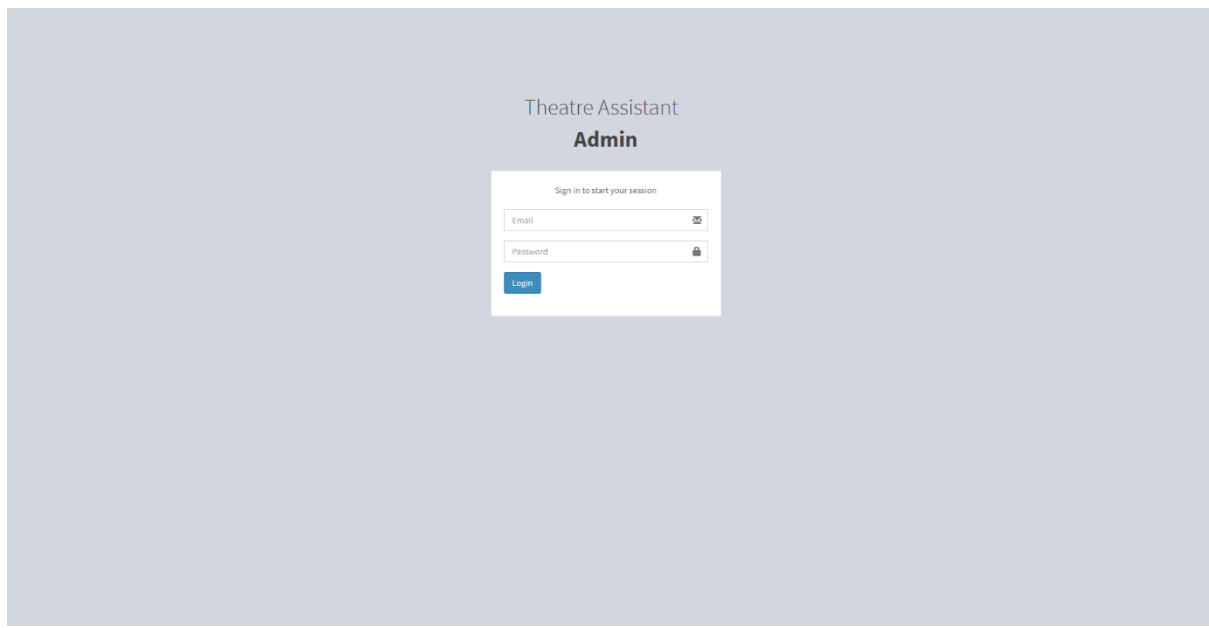 Theatre Assistant
Admin
Sign in to start your session
Email
Password
Login